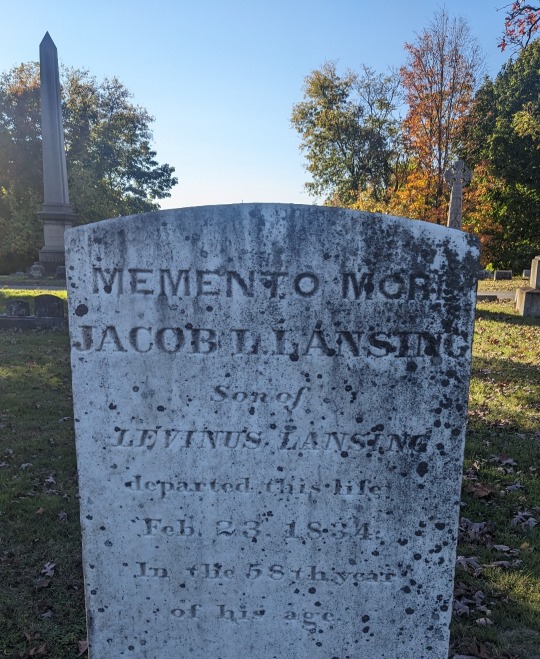 MEMENTO MORI
JACOB L. LANSING
Son of
LEVINUS LANSING
departed this life
Feb. 23. 1834.
In the 58th year
of his age